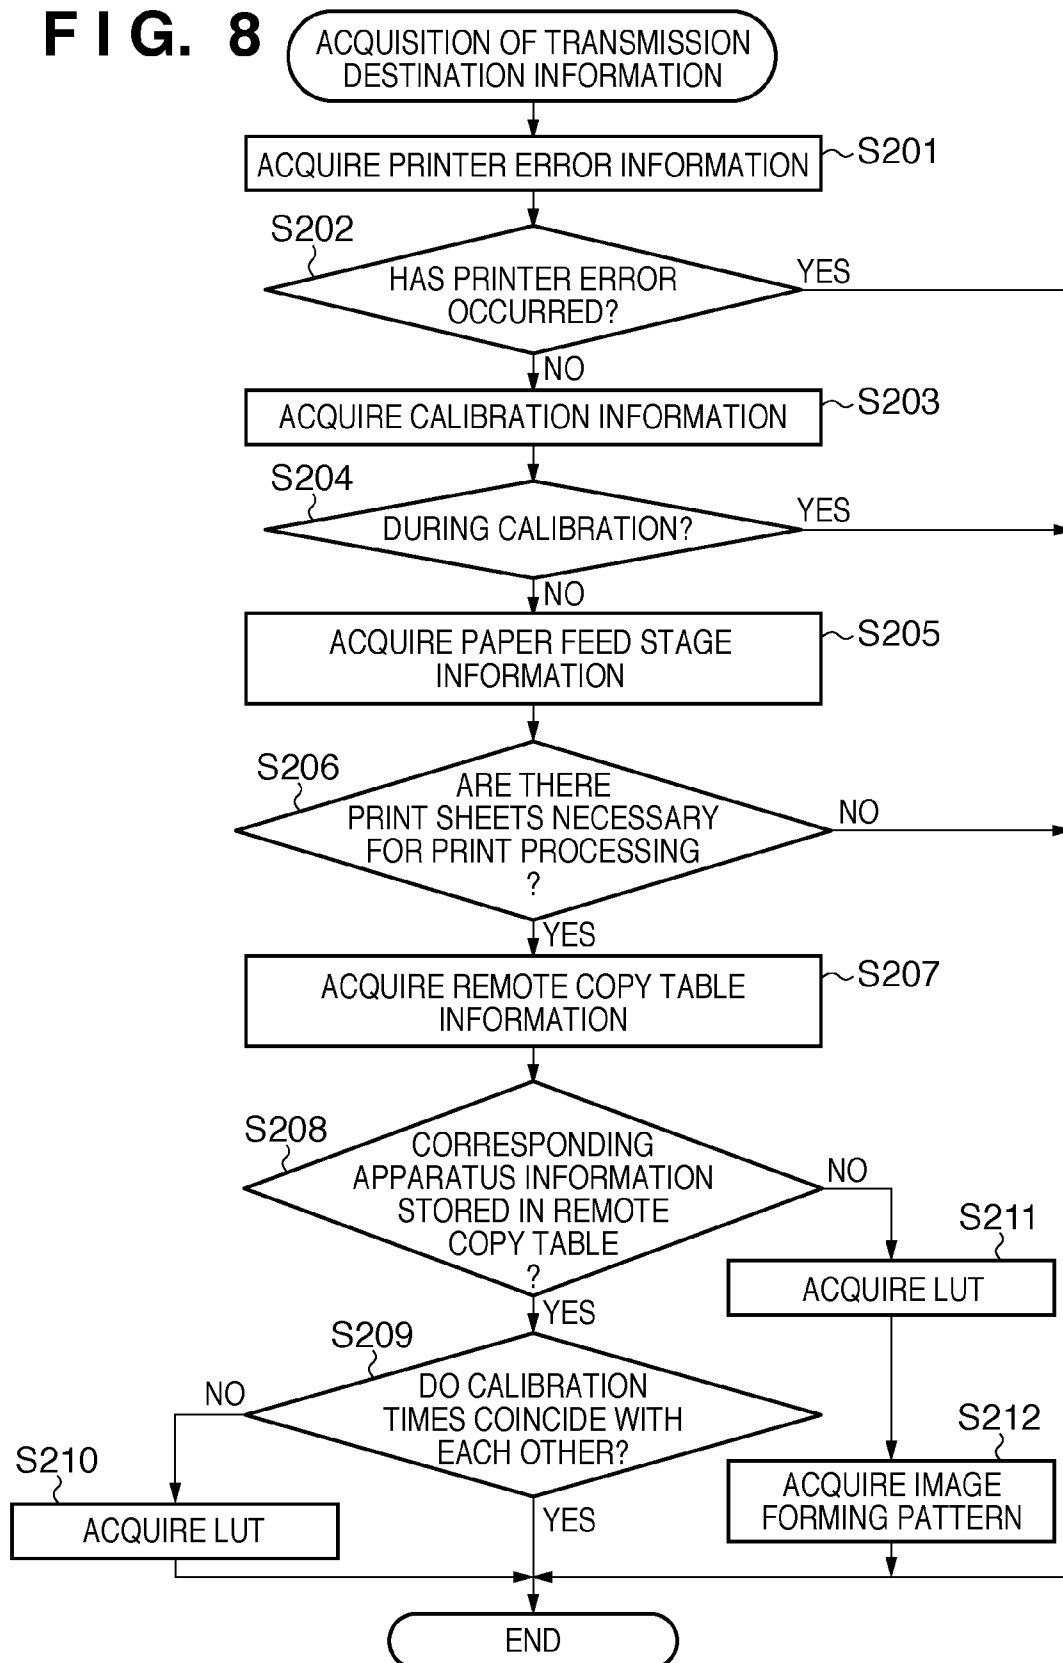 FIG. 8
ACQUISITION OF TRANSMISSION
DESTINATION INFORMATION
ACQUIRE PRINTER ERROR INFORMATION
S201
S202
HAS PRINTER ERROR
OCCURRED?
YES
NO
ACQUIRE CALIBRATION INFORMATION
S203
S204
DURING CALIBRATION?
YES
NO
ACQUIRE PAPER FEED STAGE
INFORMATION
S205
S206
ARE THERE
PRINT SHEETS NECESSARY
FOR PRINT PROCESSING
?
NO
YES
ACQUIRE REMOTE COPY TABLE
INFORMATION
S207
S208
CORRESPONDING
APPARATUS INFORMATION
STORED IN REMOTE
COPY TABLE
?
NO
YES
S211
ACQUIRE LUT
S209
DO CALIBRATION
TIMES COINCIDE WITH
EACH OTHER?
NO
YES
S212
ACQUIRE IMAGE
FORMING PATTERN
S210
ACQUIRE LUT
END